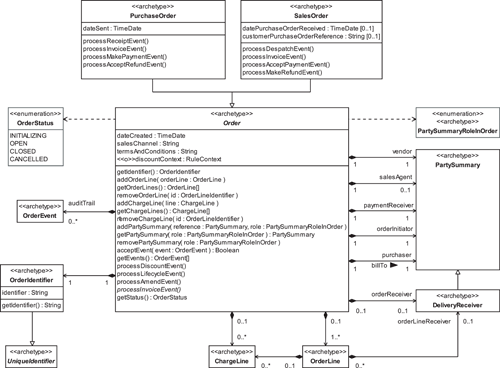 «archetype»
PurchaseOrder
dateSent : TimeDate
processReceiptEvent()
processInvoiceEvent()
processMakePaymentEvent()
processAcceptRefundEvent()
«archetype»
SalesOrder
datePurchaseOrderReceived : TimeDate [0..1]
customerPurchaseOrderReference : String [0..1]
processDespatchEvent()
processInvoiceEvent()
processAcceptPaymentEvent()
processMakeRefundEvent()
«enumeration»
OrderStatus
INITIALIZING
OPEN
CLOSED
CANCELLED
«archetype»
Order
dateCreated : TimeDate
salesChannel : String
termsAndConditions : String
«o»discountContext : RuleContext
getIdentifier() : OrderIdentifier
addOrderLine( orderLine : OrderLine )
getOrderLines() : OrderLine[]
removeOrderLine( id : OrderLineIdentifier )
addChargeLine( line : ChargeLine )
getChargeLines() : ChargeLine[]
removeChargeLine( id : OrderLineIdentifier )
addPartySummary( reference : PartySummary, role : PartySummaryRoleInOrder )
getPartySummary( role : PartySummaryRoleInOrder ) : PartySummary
removePartySummary( role : PartySummaryRoleInOrder )
acceptEvent( event : OrderEvent ) : Boolean
getEvents() : OrderEvent[]
processDiscountEvent()
processLifecycleEvent()
processAmendEvent()
processInvoiceEvent()
getStatus() : OrderStatus
«enumeration»
«archetype»
PartySummaryRoleInOrder
«archetype»
PartySummary
vendor
1 1
salesAgent
1 0..1
paymentReceiver
1 1
orderInitiator
1 0..1
purchaser
1 1
billTo
orderReceiver
0..1 0..1
«archetype»
DeliveryReceiver
orderLineReceiver
0..1
«archetype»
OrderEvent
auditTrail
0..* 1
«archetype»
OrderIdentifier
identifier : String
getIdentifier() : String
1 1
«archetype»
UniqueIdentifier
0..1 0..1
0..* 1..*
«archetype»
ChargeLine
0..* 0..1
«archetype»
OrderLine
0..1